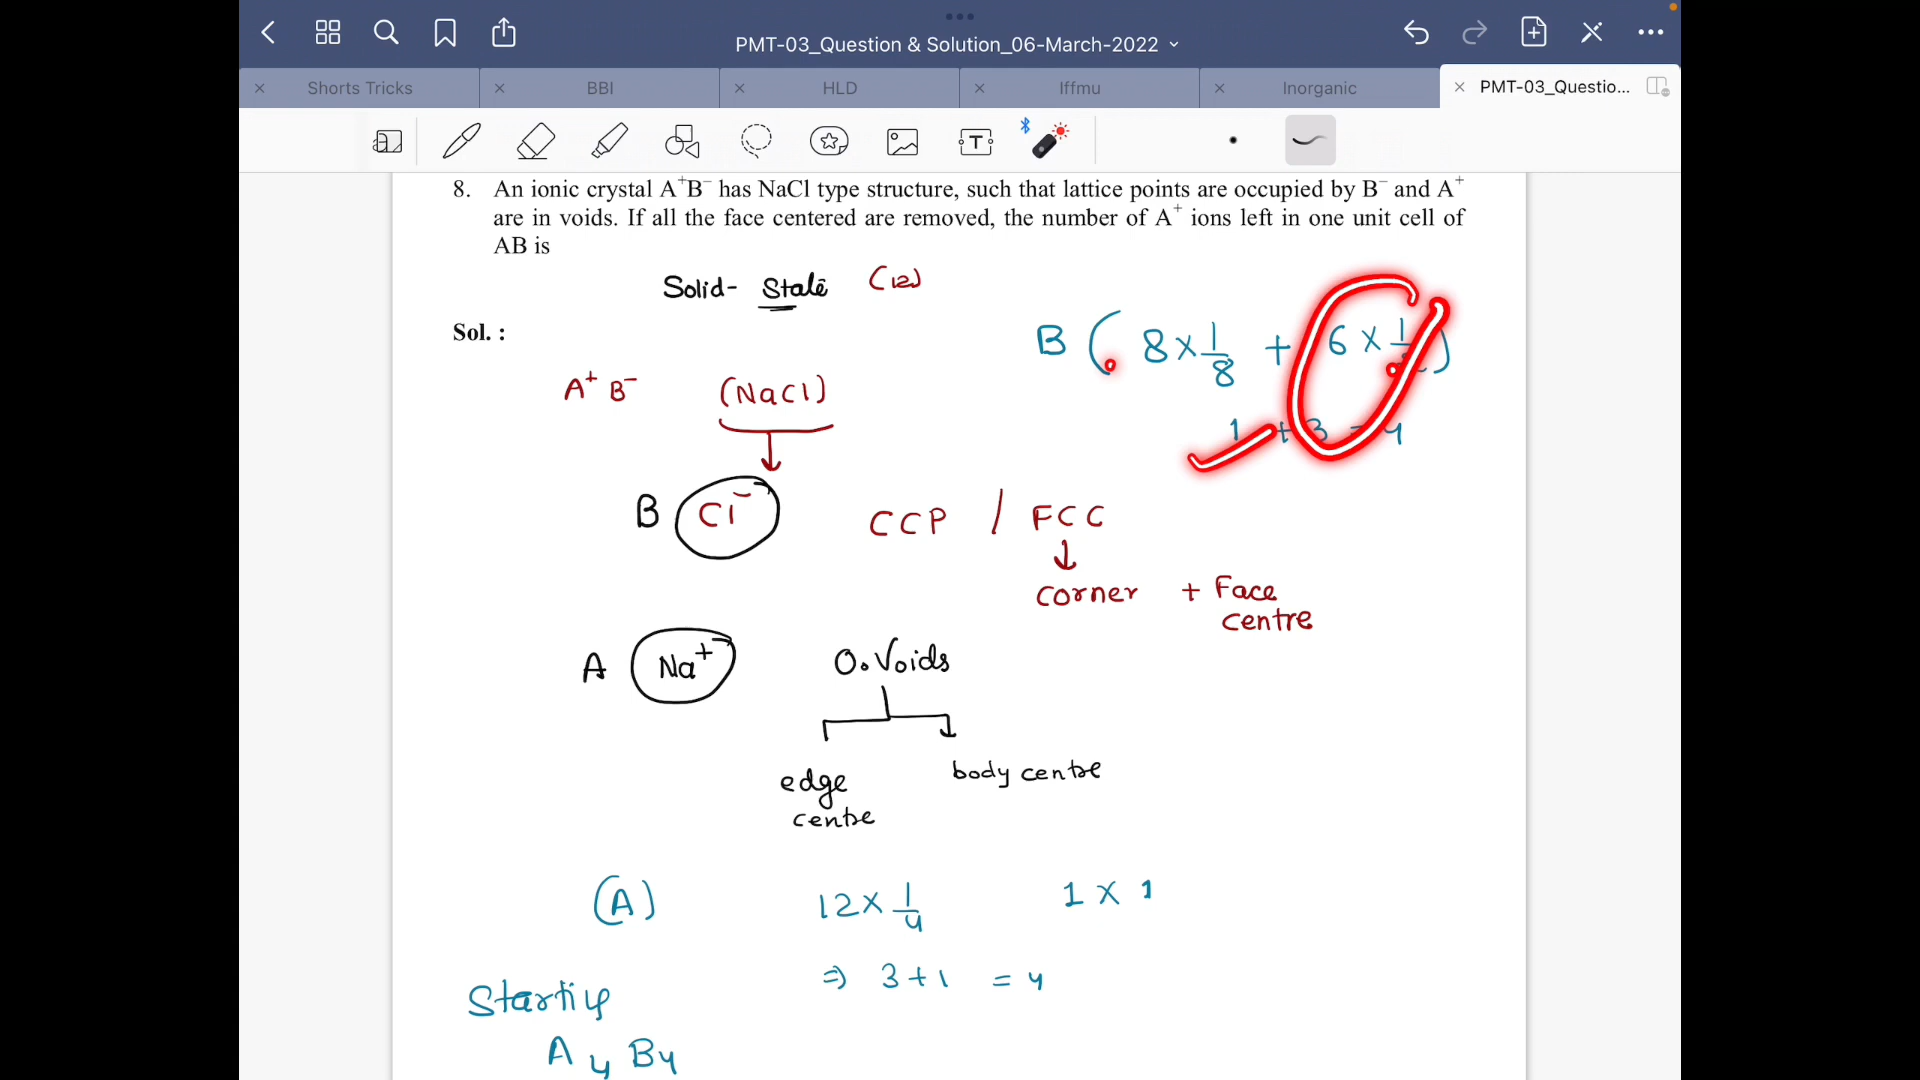 PMT-03_Question & Solution_06-March-2022
Shorts Tricks
BBI
HLD
Iffmu
Inorganic
PMT-03_Questio...
8. An ionic crystal A⁺B⁻ has NaCl type structure, such that lattice points are occupied by B⁻ and A⁺
are in voids. If all the face centered are removed, the number of A⁺ ions left in one unit cell of
AB is
Solid- State (12)
Sol. :
B ( 8 × 1/8 + 6 × 1/2 )
1 + 3 = 4
A⁺ B⁻ (NaCl)
B Cl⁻ CCP / FCC
corner + Face
centre
A Na⁺ O.Voids
edge
centre
body centre
(A) 12 × 1/4 1 × 1
⇒ 3 + 1 = 4
Starting
A₄ B₄